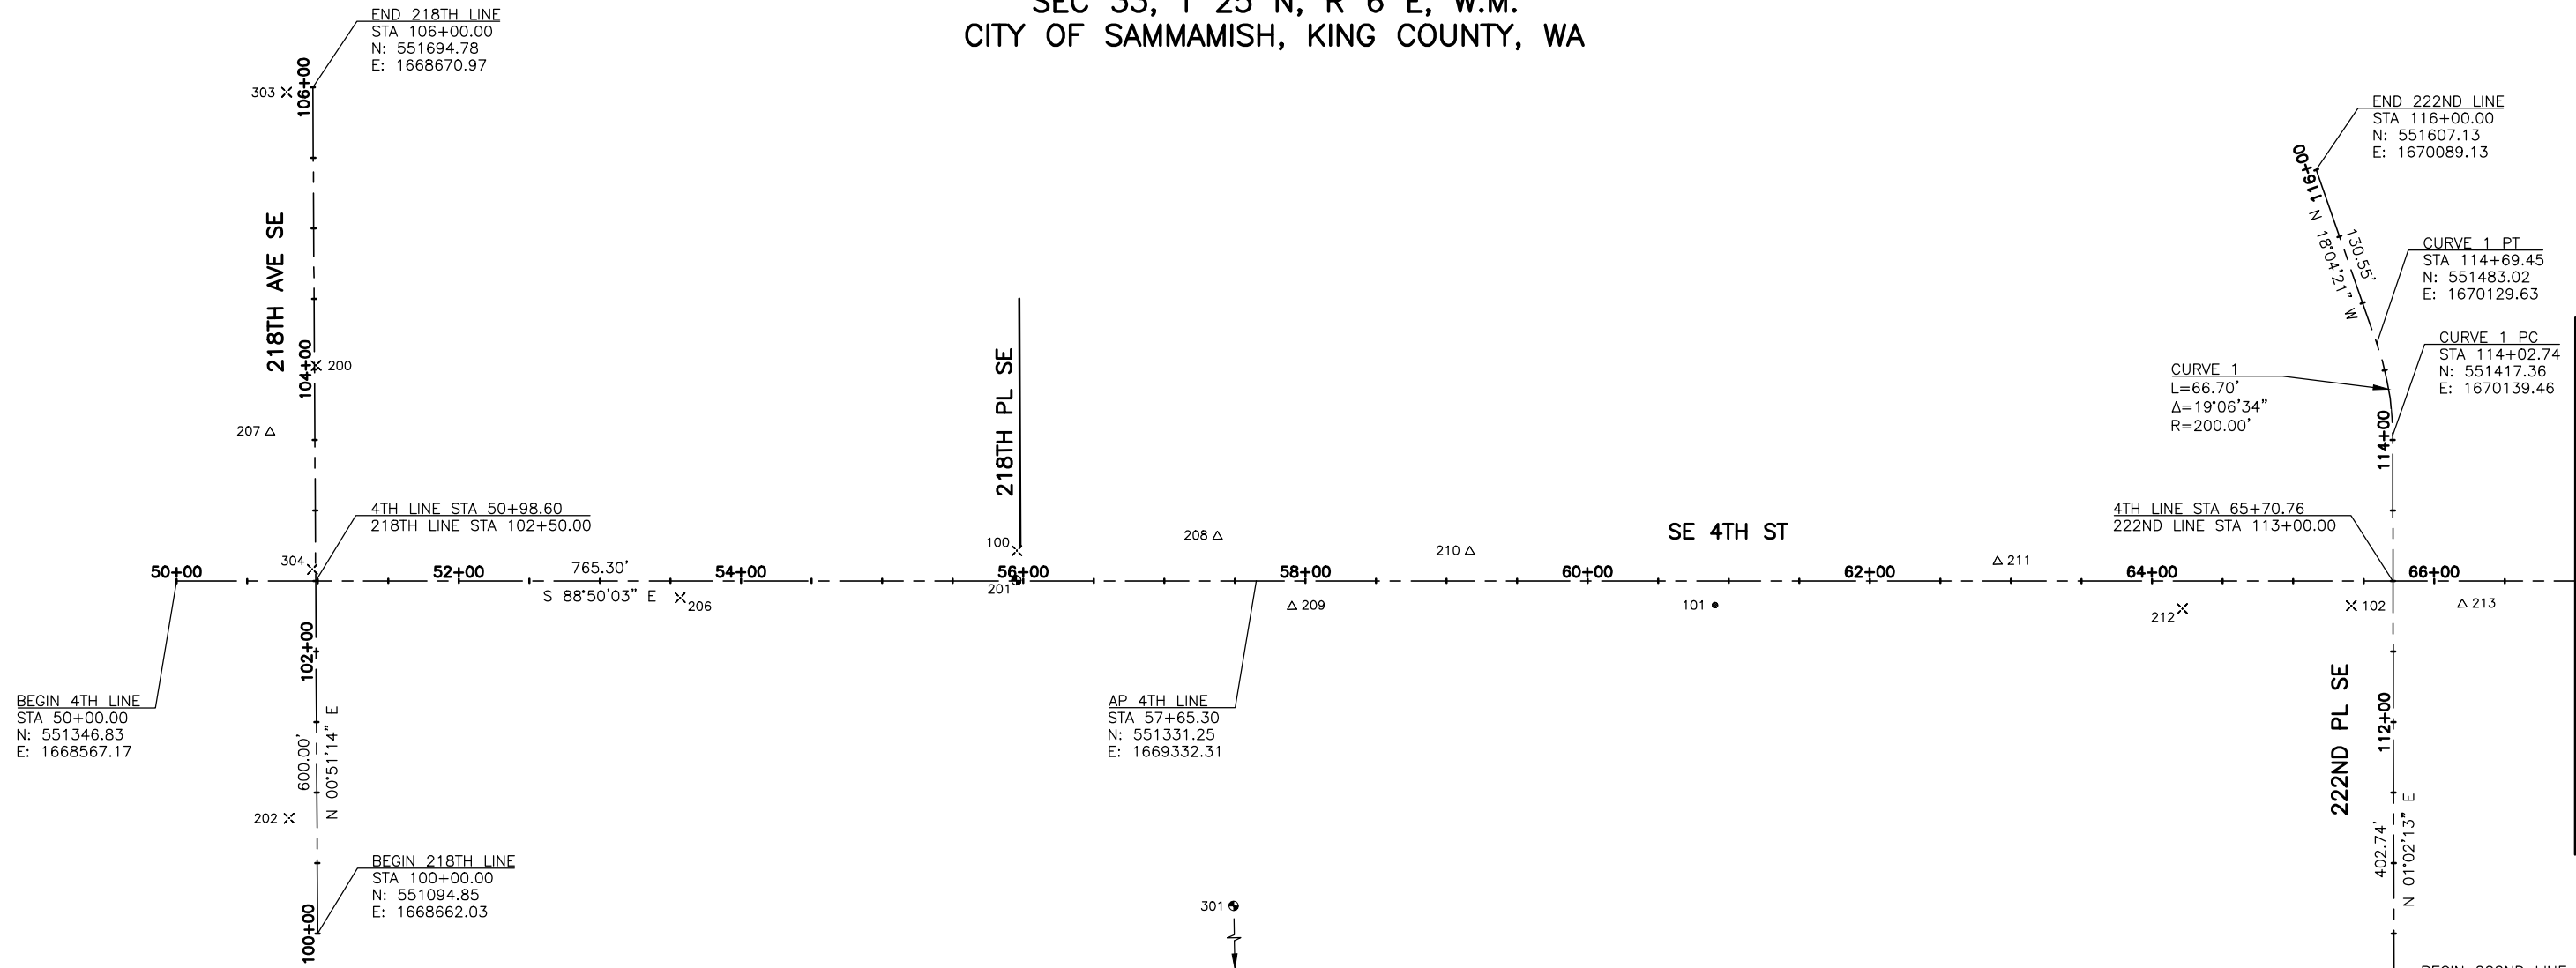 SEC 33, T 25 N, R 6 E, W.M.
CITY OF SAMMAMISH, KING COUNTY, WA
END 218TH LINE
STA 106+00.00
N: 551694.78
E: 1668670.97
106+00
303
END 222ND LINE
STA 116+00.00
N: 551607.13
E: 1670089.13
116+00
N 18°04'21" W
130.55'
218TH AVE SE
CURVE 1 PT
STA 114+69.45
N: 551483.02
E: 1670129.63
CURVE 1 PC
STA 114+02.74
N: 551417.36
E: 1670139.46
104+00
200
218TH PL SE
CURVE 1
L=66.70'
Δ=19°06'34"
R=200.00'
207
114+00
4TH LINE STA 50+98.60
218TH LINE STA 102+50.00
4TH LINE STA 65+70.76
222ND LINE STA 113+00.00
SE 4TH ST
208
100
210
304
211
50+00
52+00
765.30'
54+00
56+00
58+00
60+00
62+00
64+00
66+00
S 88°50'03" E
206
201
209
101
212
102
213
102+00
222ND PL SE
112+00
BEGIN 4TH LINE
STA 50+00.00
N: 551346.83
E: 1668567.17
600.00'
N 00°51'14" E
AP 4TH LINE
STA 57+65.30
N: 551331.25
E: 1669332.31
202
402.74'
N 01°02'13" E
BEGIN 218TH LINE
STA 100+00.00
N: 551094.85
E: 1668662.03
100+00
301